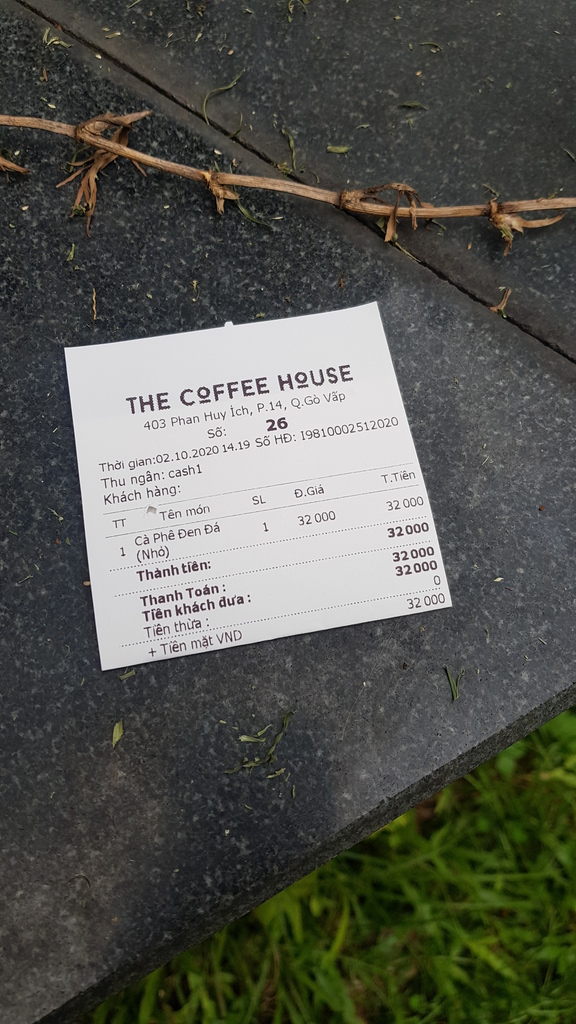 THE COFFEE HOUSE
403 Phan Huy Ích, P.14, Q.Gò Vấp
Số: 26
Thời gian:02.10.2020 14.19 Số HĐ: I9810002512020
Thu ngân: cash1
Khách hàng:
TT Tên món SL Đ.Giá T.Tiền
1 Cà Phê Đen Đá 1 32 000 32 000
(Nhỏ)
Thành tiền: 32 000
Thanh Toán : 32 000
Tiền khách đưa : 32 000
Tiền thừa : 0
+ Tiền mặt VND 32 000